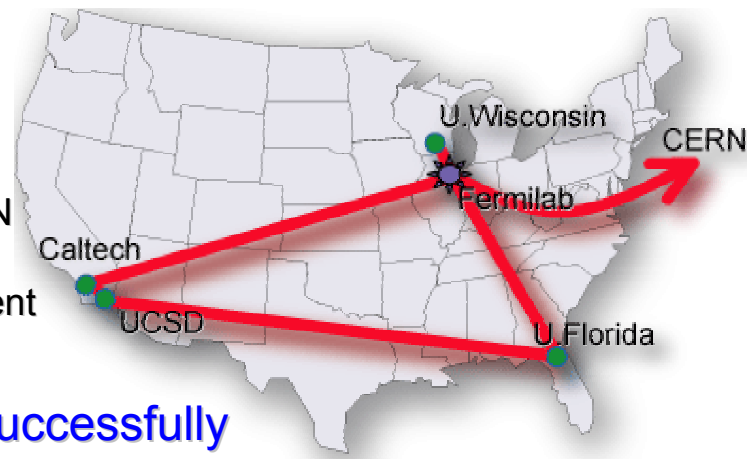 U.Wisconsin
CERN
Fermilab
N
Caltech
ent
UCSD
U.Florida
uccessfully